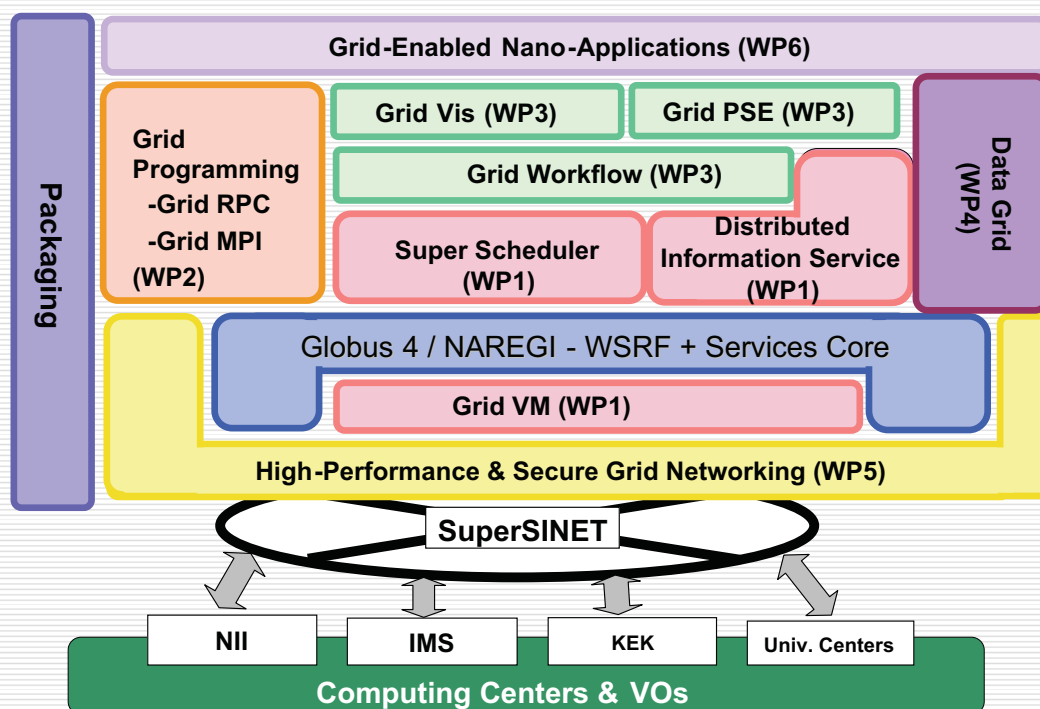 Packaging
Grid-Enabled Nano-Applications (WP6)
Grid
Programming
-Grid RPC
-Grid MPI
(WP2)
Grid Vis (WP3)
Grid PSE (WP3)
Grid Workflow (WP3)
Super Scheduler
(WP1)
Distributed
Information Service
(WP1)
Data Grid
(WP4)
Globus 4 / NAREGI - WSRF + Services Core
Grid VM (WP1)
High-Performance & Secure Grid Networking (WP5)
SuperSINET
NII
IMS
KEK
Univ. Centers
Computing Centers & VOs